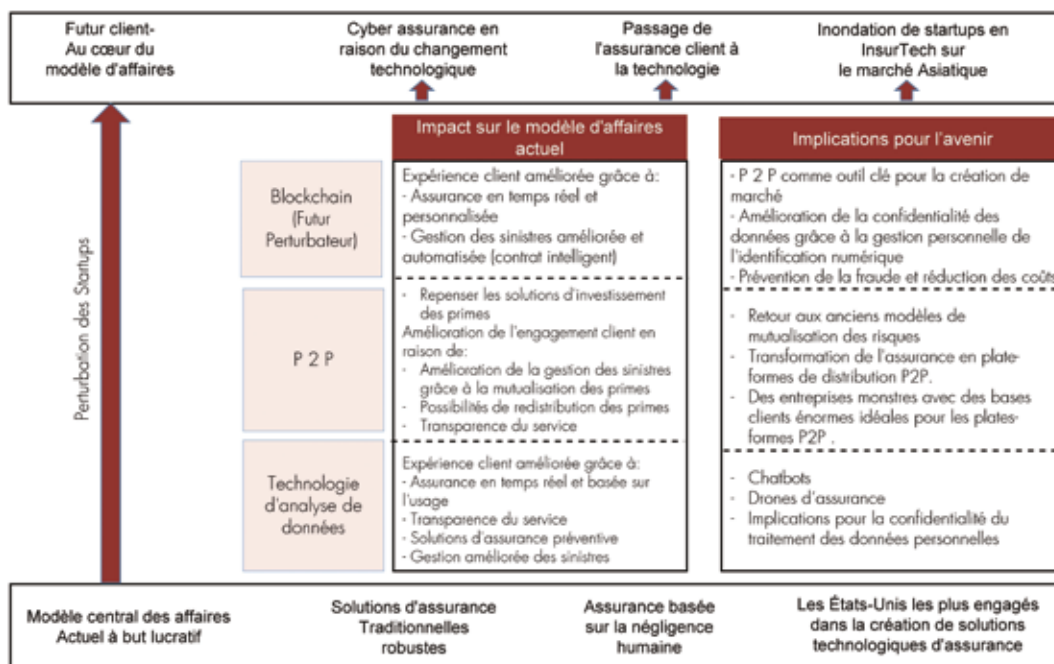 Futur client-
Au cœur du
modèle d'affaires
Cyber assurance en
raison du changement
technologique
Passage de
l'assurance client à
la technologie
Inondation de startups en
InsurTech sur
le marché Asiatique
Perturbation des Startups
Impact sur le modèle d'affaires
actuel
Implications pour l'avenir
Blockchain
(Futur
Perturbateur)
Expérience client améliorée grâce à:
- Assurance en temps réel et
personnalisée
- Gestion des sinistres améliorée et
automatisée (contrat intelligent)
- P 2 P comme outil clé pour la création de
marché
- Amélioration de la confidentialité des
données grâce à la gestion personnelle de
l'identification numérique
- Prévention de la fraude et réduction des coûts
P 2 P
- Repenser les solutions d'investissement
des primes
Amélioration de l'engagement client en
raison de:
- Amélioration de la gestion des sinistres
grâce à la mutualisation des primes
- Possibilités de redistribution des primes
- Transparence du service
- Retour aux anciens modèles de
mutualisation des risques
- Transformation de l'assurance en plate-
formes de distribution P2P.
- Des entreprises monstres avec des bases
clients énormes idéales pour les plates-
formes P2P .
Technologie
d'analyse de
données
Expérience client améliorée grâce à:
- Assurance en temps réel et basée sur
l'usage
- Transparence du service
- Solutions d'assurance préventive
- Gestion améliorée des sinistres
- Chatbots
- Drones d'assurance
- Implications pour la confidentialité du
traitement des données personnelles
Modèle central des affaires
Actuel à but lucratif
Solutions d'assurance
Traditionnelles
robustes
Assurance basée
sur la négligence
humaine
Les États-Unis les plus engagés
dans la création de solutions
technologiques d'assurance